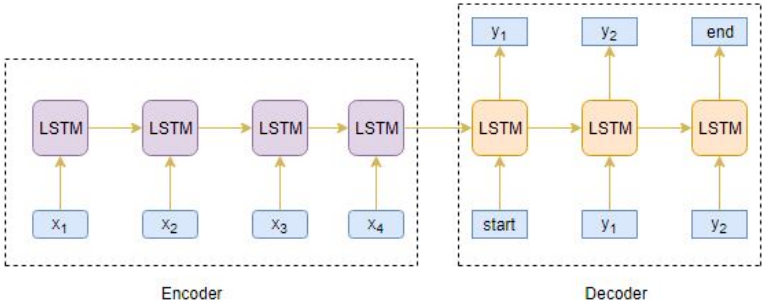 y₁ y₂ end
LSTM LSTM LSTM LSTM LSTM LSTM LSTM
x₁ x₂ x₃ x₄ start y₁ y₂
Encoder Decoder